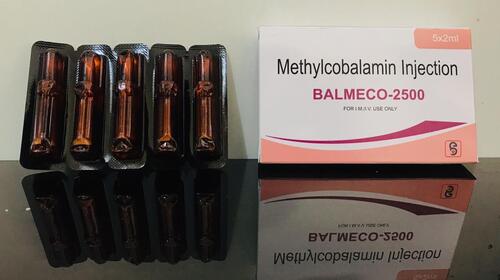 5x2ml
Methylcobalamin Injection
BALMECO-2500
FOR I.M./I.V. USE ONLY